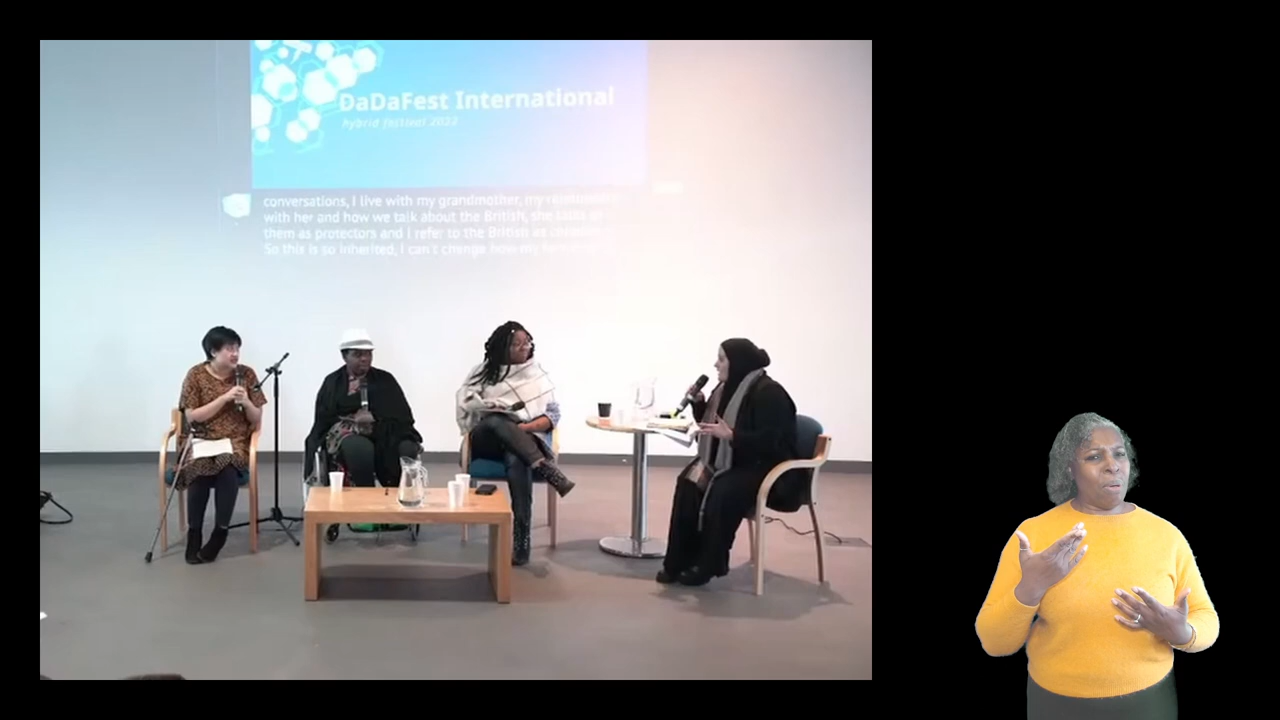 DaDaFest International
hybrid festival 2022
conversations, I live with my grandmother, my
with her and how we talk about the British, she
them as protectors and I refer to the British as
So this is so inherited, I can't change how my